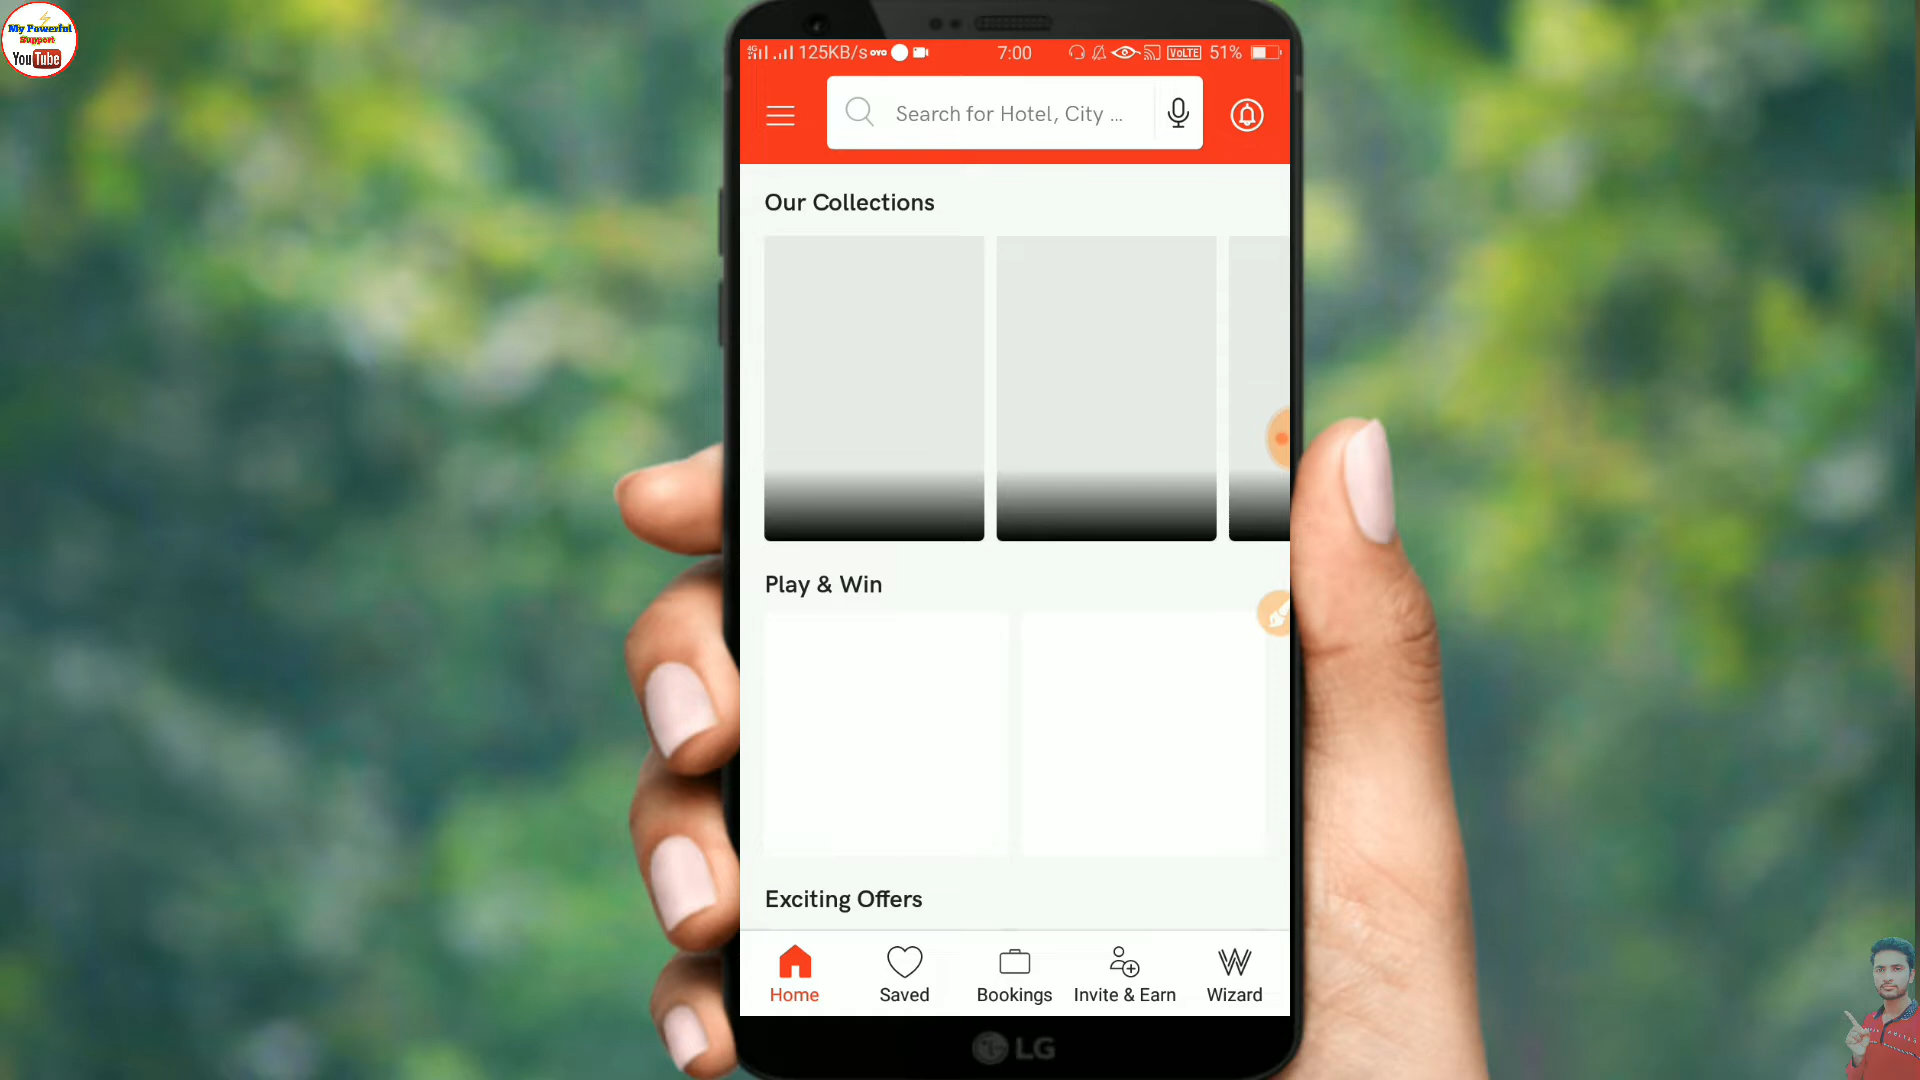 My Powerful
Support
YouTube
125KB/s OYO 7:00 VoLTE 51%
Search for Hotel, City ...
Our Collections
Play & Win
Exciting Offers
Home Saved Bookings Invite & Earn Wizard
LG